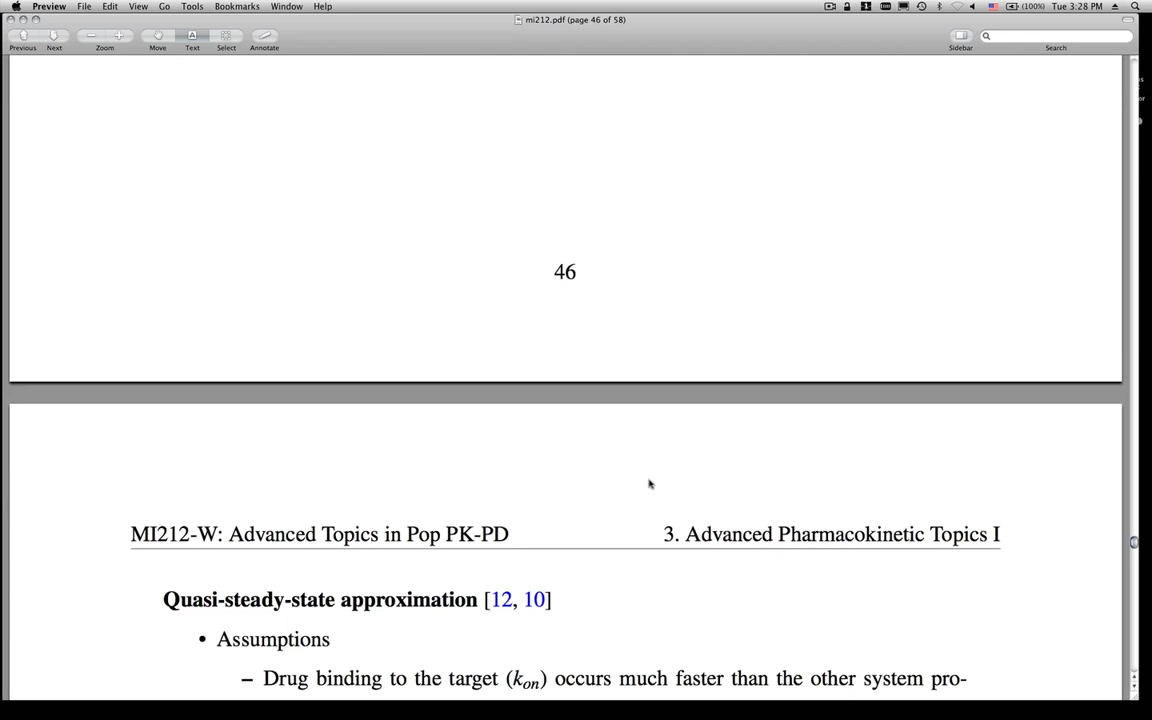 Preview File Edit View Go Tools Bookmarks Window Help (100%) Tue 3:28 PM
mi212.pdf (page 46 of 58)
Previous Next Zoom Move Text Select Annotate Sidebar Search
46
MI212-W: Advanced Topics in Pop PK-PD 3. Advanced Pharmacokinetic Topics I
Quasi-steady-state approximation [12, 10]
• Assumptions
– Drug binding to the target (kon) occurs much faster than the other system pro-